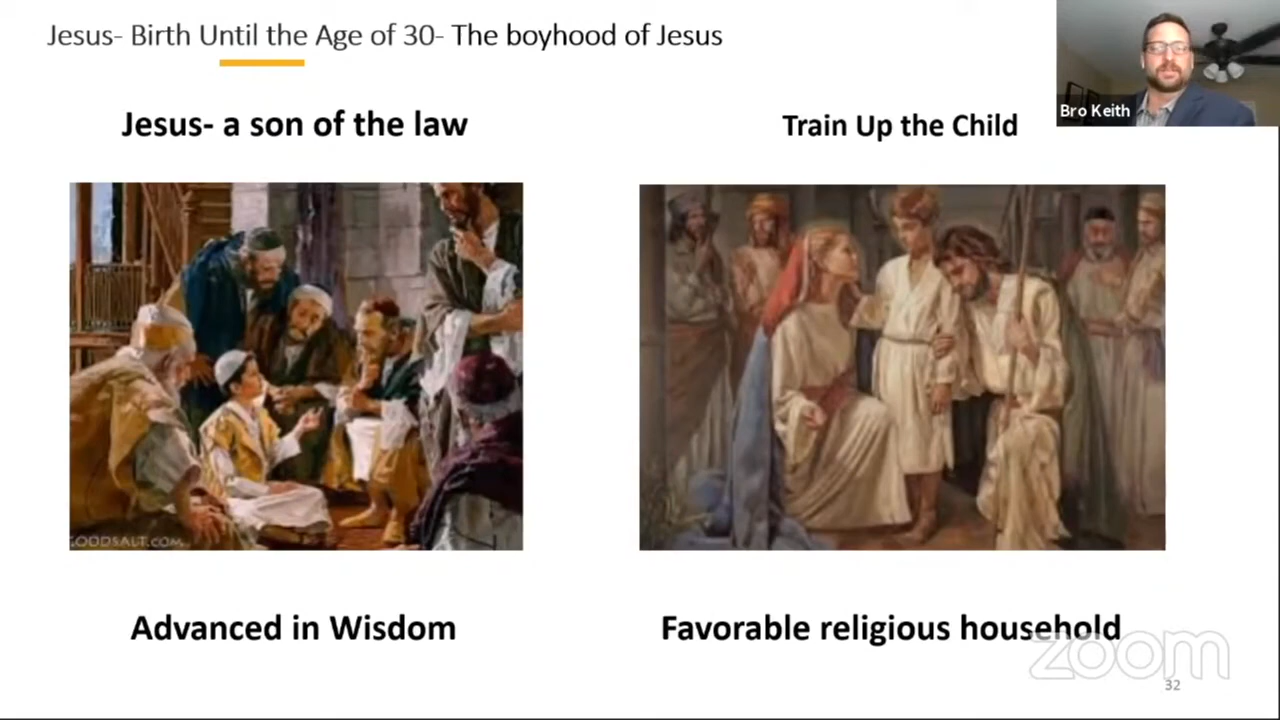 Jesus- Birth Until the Age of 30- The boyhood of Jesus
Bro Keith
Jesus- a son of the law
Train Up the Child
GOODSALT.COM
Advanced in Wisdom
Favorable religious household
zoom
32